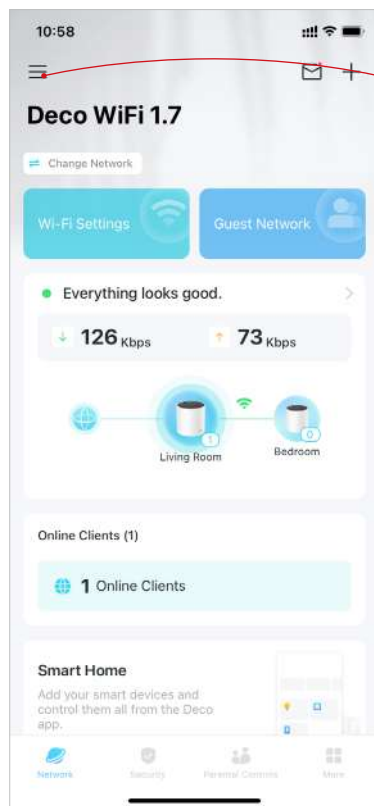 10:58
Deco WiFi 1.7
Change Network
Wi-Fi Settings
Guest Network
Everything looks good.
126 Kbps
73 Kbps
1
0
Living Room
Bedroom
Online Clients (1)
1 Online Clients
Smart Home
Add your smart devices and
control them all from the Deco
app.
Network
Security
Parental Controls
More